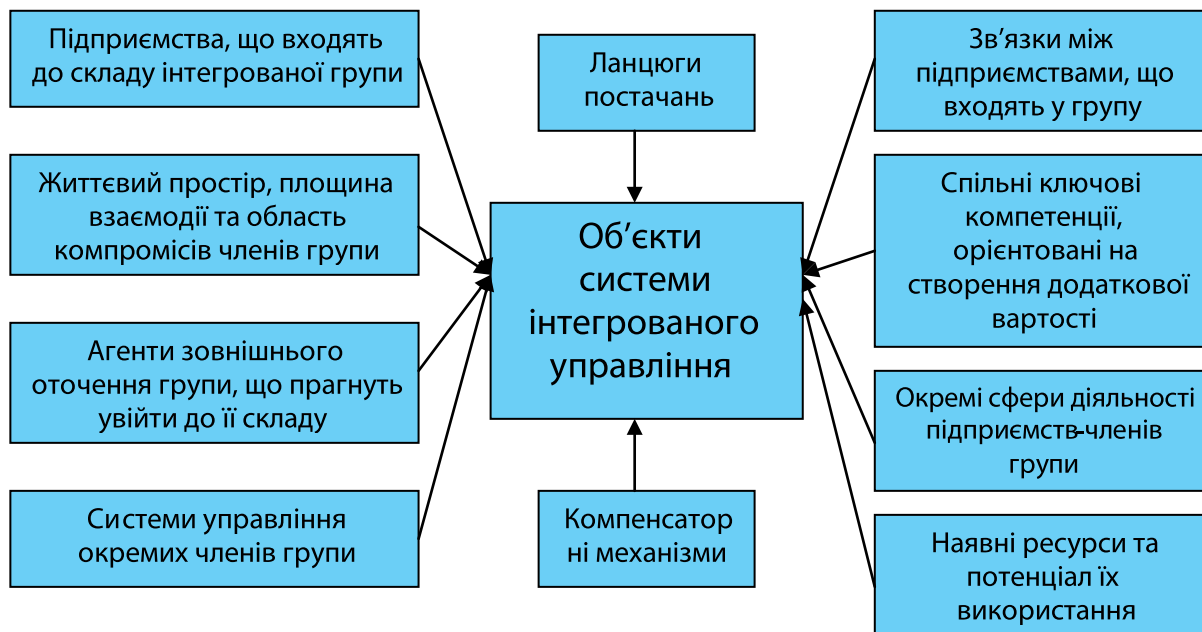 Підприємства, що входять
до складу інтегрованої групи
Життєвий простір, площина
взаємодії та область
компромісів членів групи
Агенти зовнішнього
оточення групи, що прагнуть
увійти до її складу
Системи управління
окремих членів групи
Ланцюги
постачань
Об’єкти
системи
інтегрованого
управління
Компенсатор
ні механізми
Зв’язки між
підприємствами, що
входять у групу
Спільні ключові
компетенції,
орієнтовані на
створення додаткової
вартості
Окремі сфери діяльності
підприємств-членів
групи
Наявні ресурси та
потенціал їх
використання